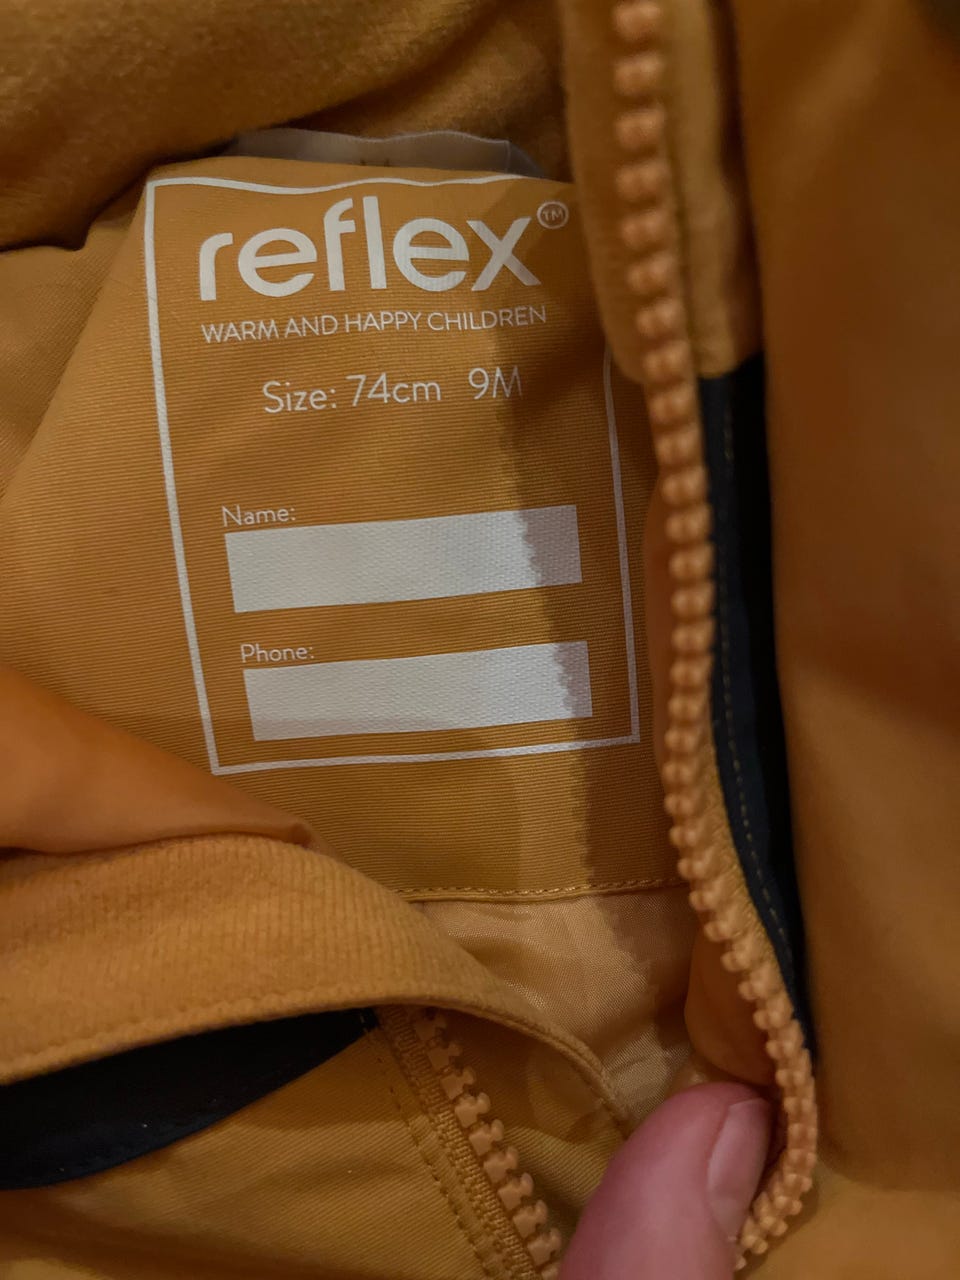 reflex™
WARM AND HAPPY CHILDREN
Size: 74cm 9M
Name:
Phone: